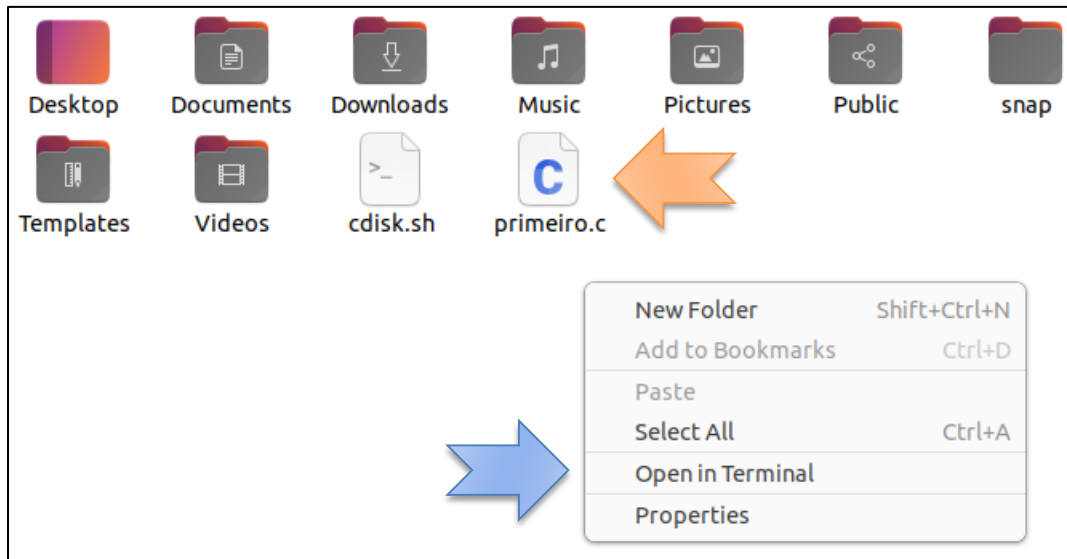 Desktop Documents Downloads Music Pictures Public snap
>_ C
Templates Videos cdisk.sh primeiro.c
New Folder Shift+Ctrl+N
Add to Bookmarks Ctrl+D
Paste
Select All Ctrl+A
Open in Terminal
Properties